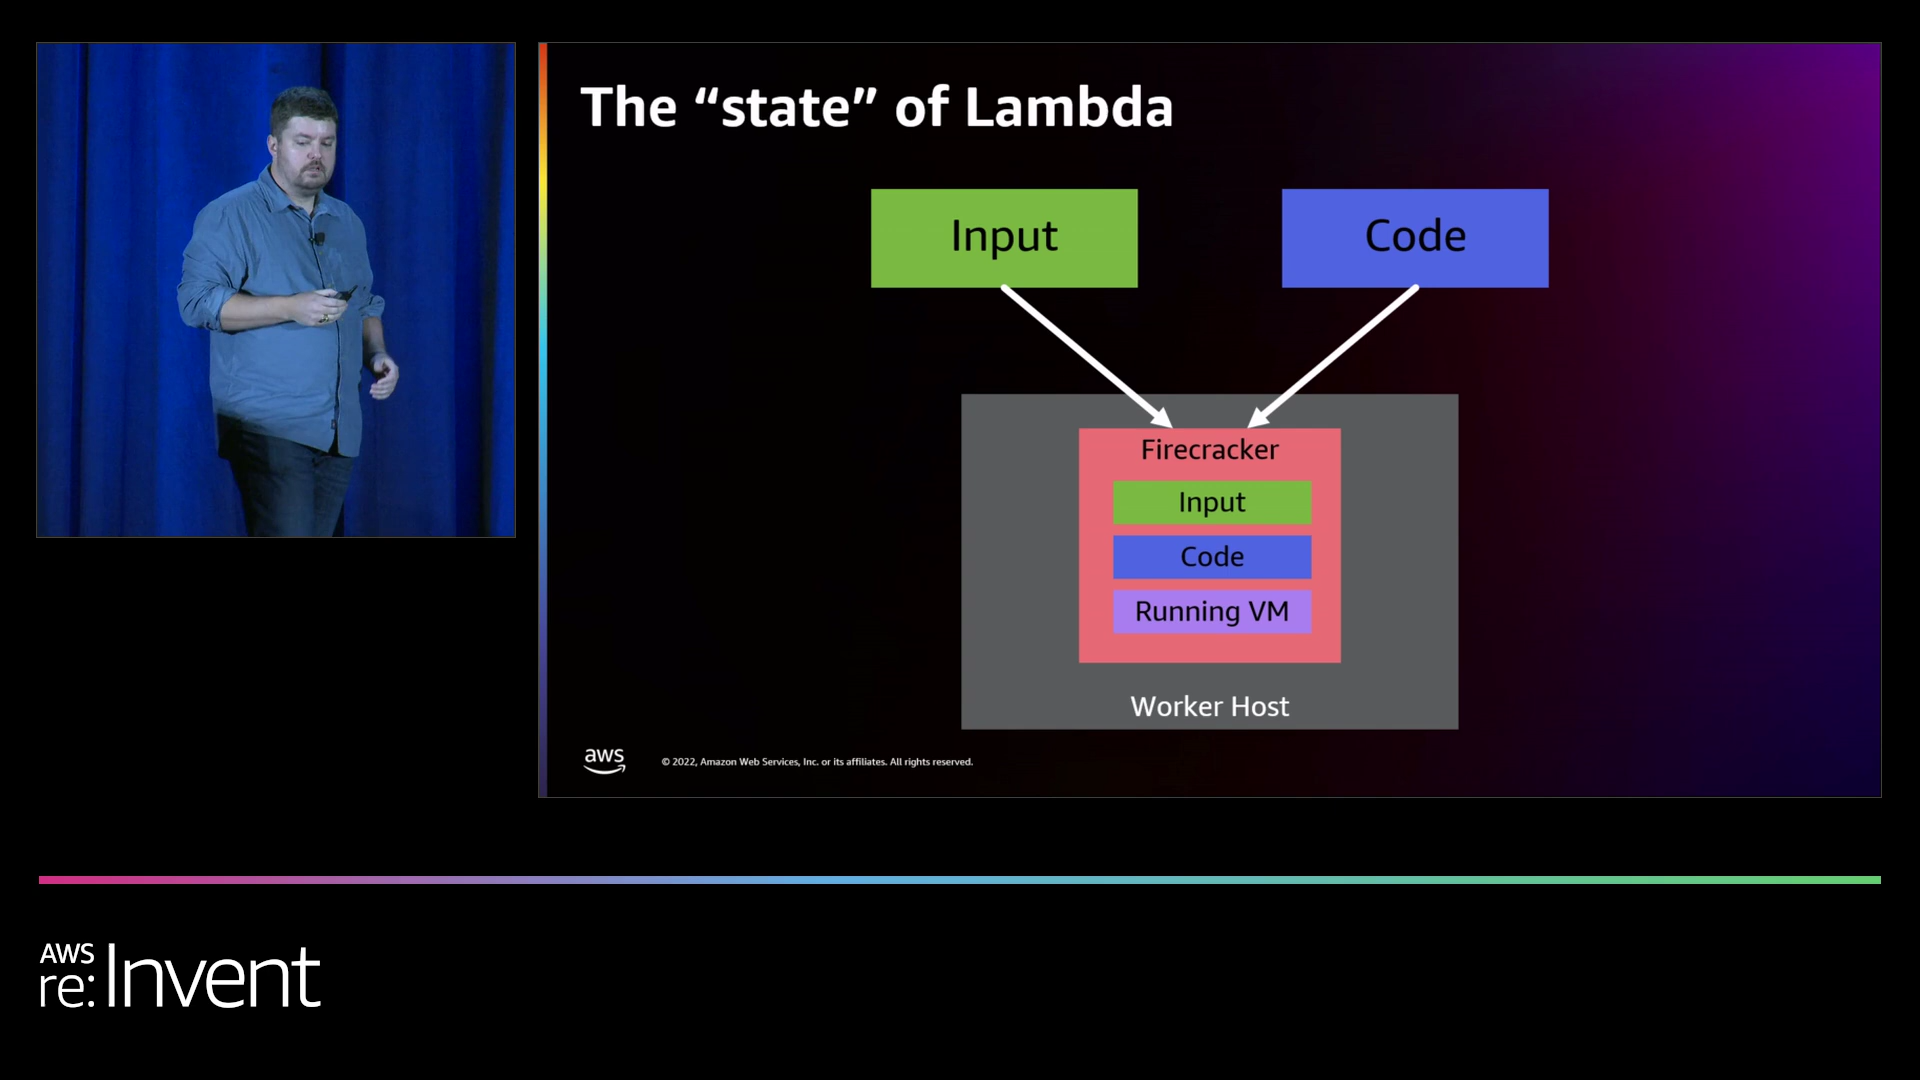 The “state” of Lambda
Input
Code
Firecracker
Input
Code
Running VM
Worker Host
aws
© 2022, Amazon Web Services, Inc. or its affiliates. All rights reserved.
AWS
re:Invent